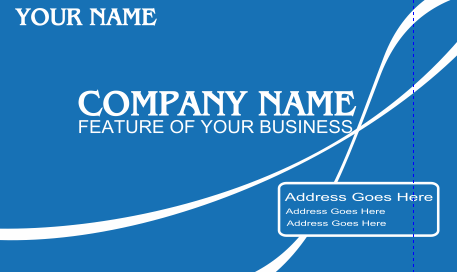 YOUR NAME
COMPANY NAME
FEATURE OF YOUR BUSINESS
Address Goes Here
Address Goes Here
Address Goes Here